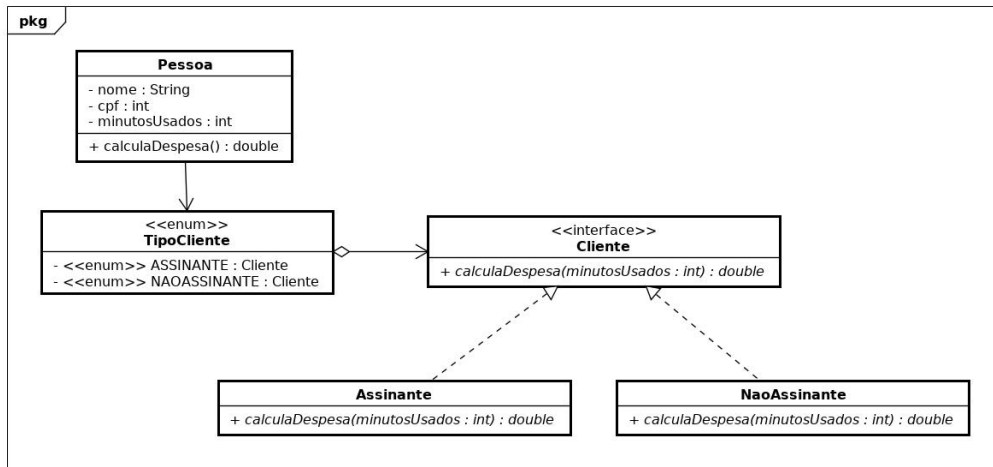 pkg
Pessoa
- nome : String
- cpf : int
- minutosUsados : int
+ calculaDespesa() : double
<<enum>>
TipoCliente
- <<enum>> ASSINANTE : Cliente
- <<enum>> NAOASSINANTE : Cliente
<<interface>>
Cliente
+ calculaDespesa(minutosUsados : int) : double
Assinante
+ calculaDespesa(minutosUsados : int) : double
NaoAssinante
+ calculaDespesa(minutosUsados : int) : double